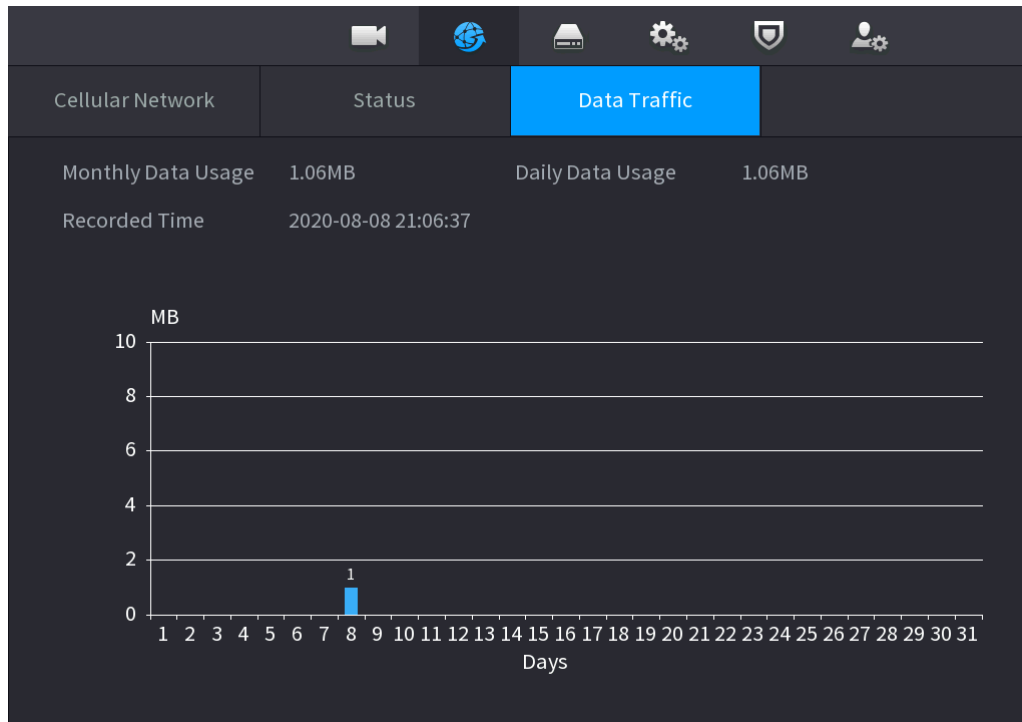 Cellular Network Status Data Traffic
Monthly Data Usage 1.06MB Daily Data Usage 1.06MB
Recorded Time 2020-08-08 21:06:37
MB
10
8
6
4
2
1
0
1 2 3 4 5 6 7 8 9 10 11 12 13 14 15 16 17 18 19 20 21 22 23 24 25 26 27 28 29 30 31
Days